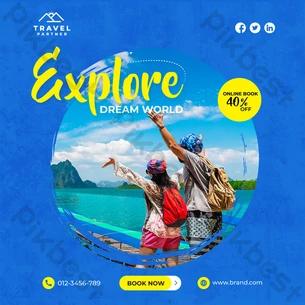 TRAVEL
PARTNER
Explore
DREAM WORLD
ONLINE BOOK
40%
OFF
012-3456-789
BOOK NOW
www.brand.com